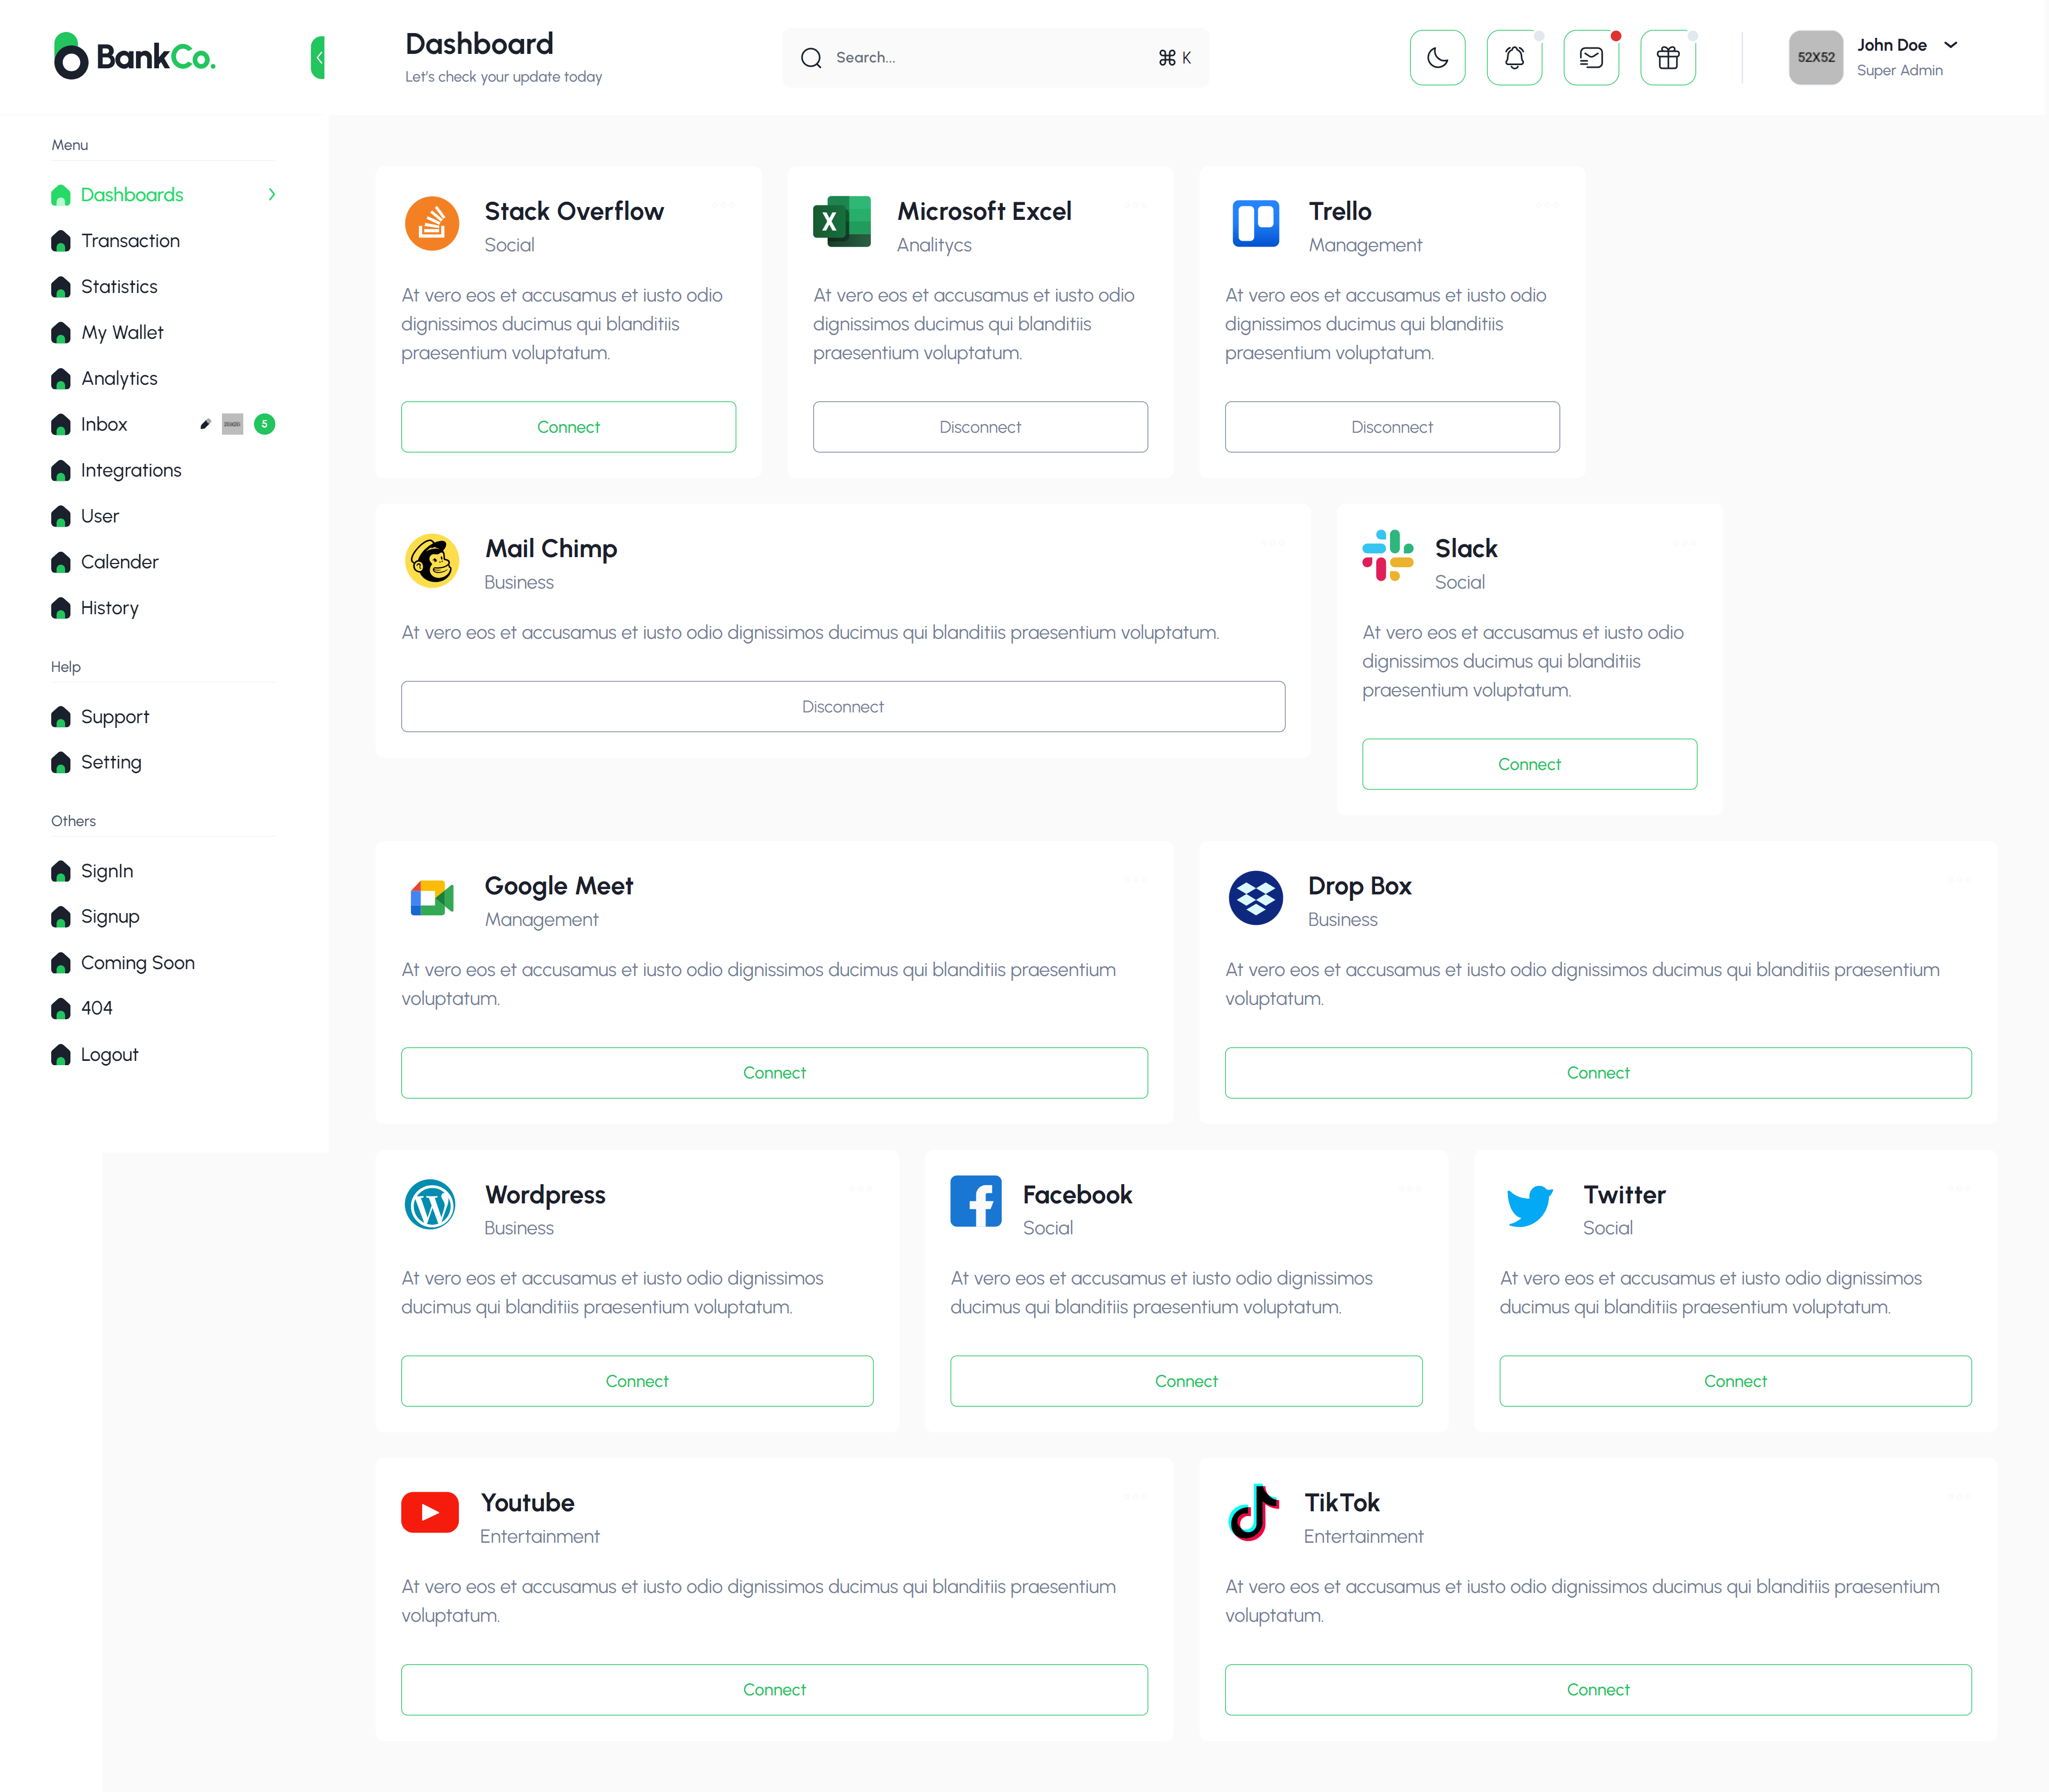 BankCo.
Dashboard
Let's check your update today
Search...
⌘ K
52X52
John Doe
Super Admin
Menu
Dashboards
Transaction
Statistics
My Wallet
Analytics
Inbox
5
Integrations
User
Calender
History
Help
Support
Setting
Others
SignIn
Signup
Coming Soon
404
Logout
Stack Overflow
Social
At vero eos et accusamus et iusto odio
dignissimos ducimus qui blanditiis
praesentium voluptatum.
Connect
Microsoft Excel
Analitycs
At vero eos et accusamus et iusto odio
dignissimos ducimus qui blanditiis
praesentium voluptatum.
Disconnect
Trello
Management
At vero eos et accusamus et iusto odio
dignissimos ducimus qui blanditiis
praesentium voluptatum.
Disconnect
Mail Chimp
Business
At vero eos et accusamus et iusto odio dignissimos ducimus qui blanditiis praesentium voluptatum.
Disconnect
Slack
Social
At vero eos et accusamus et iusto odio
dignissimos ducimus qui blanditiis
praesentium voluptatum.
Connect
Google Meet
Management
At vero eos et accusamus et iusto odio dignissimos ducimus qui blanditiis praesentium
voluptatum.
Connect
Drop Box
Business
At vero eos et accusamus et iusto odio dignissimos ducimus qui blanditiis praesentium
voluptatum.
Connect
Wordpress
Business
At vero eos et accusamus et iusto odio dignissimos
ducimus qui blanditiis praesentium voluptatum.
Connect
Facebook
Social
At vero eos et accusamus et iusto odio dignissimos
ducimus qui blanditiis praesentium voluptatum.
Connect
Twitter
Social
At vero eos et accusamus et iusto odio dignissimos
ducimus qui blanditiis praesentium voluptatum.
Connect
Youtube
Entertainment
At vero eos et accusamus et iusto odio dignissimos ducimus qui blanditiis praesentium
voluptatum.
Connect
TikTok
Entertainment
At vero eos et accusamus et iusto odio dignissimos ducimus qui blanditiis praesentium
voluptatum.
Connect